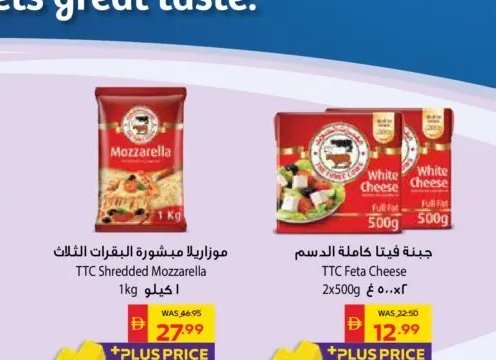 ets great taste.
Mozzarella
1 Kg
White Cheese
Full Fat
500g
White Cheese
Full Fat
500g
موزاريلا مبشورة البقرات الثلاث
TTC Shredded Mozzarella
1kg ١ كيلو
WAS 46.95
27.99
+PLUS PRICE
جبنة فيتا كاملة الدسم
TTC Feta Cheese
2x500g ٢x٥٠٠ غ
WAS 22.50
12.99
+PLUS PRICE